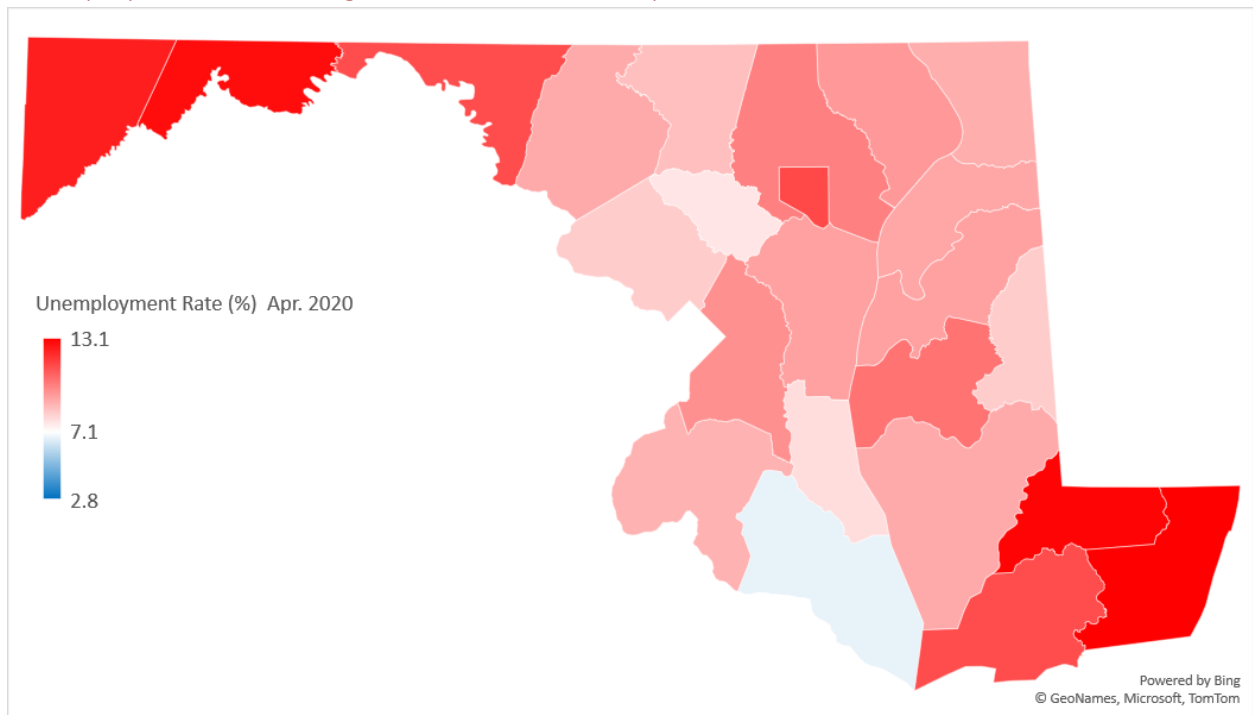 Unemployment Rate (%)  Apr. 2020
13.1
7.1
2.8
Powered by Bing
© GeoNames, Microsoft, TomTom